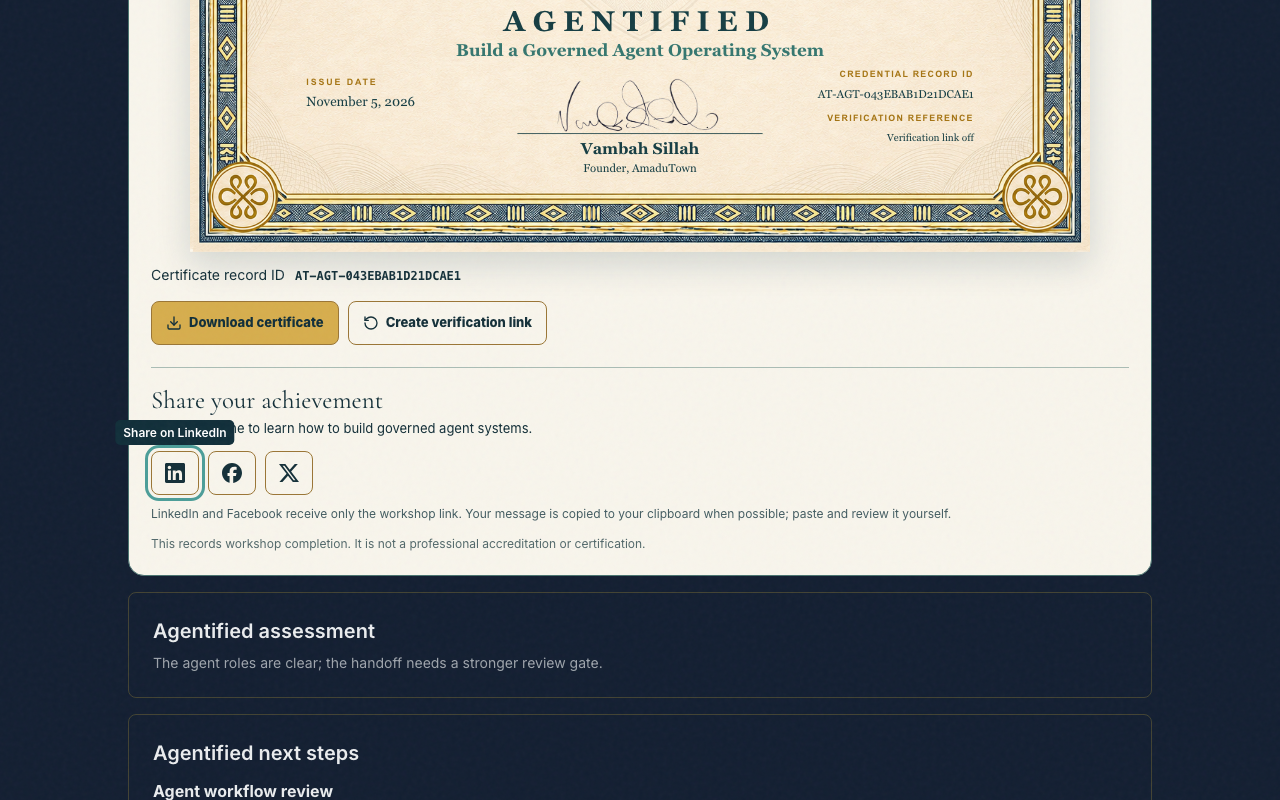 AGENTIFIED
Build a Governed Agent Operating System
ISSUE DATE
November 5, 2026
CREDENTIAL RECORD ID
AT-AGT-043EBAB1D21DCAE1
VERIFICATION REFERENCE
Verification link off
Vambah Sillah
Founder, AmaduTown
Certificate record ID AT-AGT-043EBAB1D21DCAE1
Download certificate
Create verification link
Share your achievement
Share on LinkedIn
to learn how to build governed agent systems.
LinkedIn and Facebook receive only the workshop link. Your message is copied to your clipboard when possible; paste and review it yourself.
This records workshop completion. It is not a professional accreditation or certification.
Agentified assessment
The agent roles are clear; the handoff needs a stronger review gate.
Agentified next steps
Agent workflow review